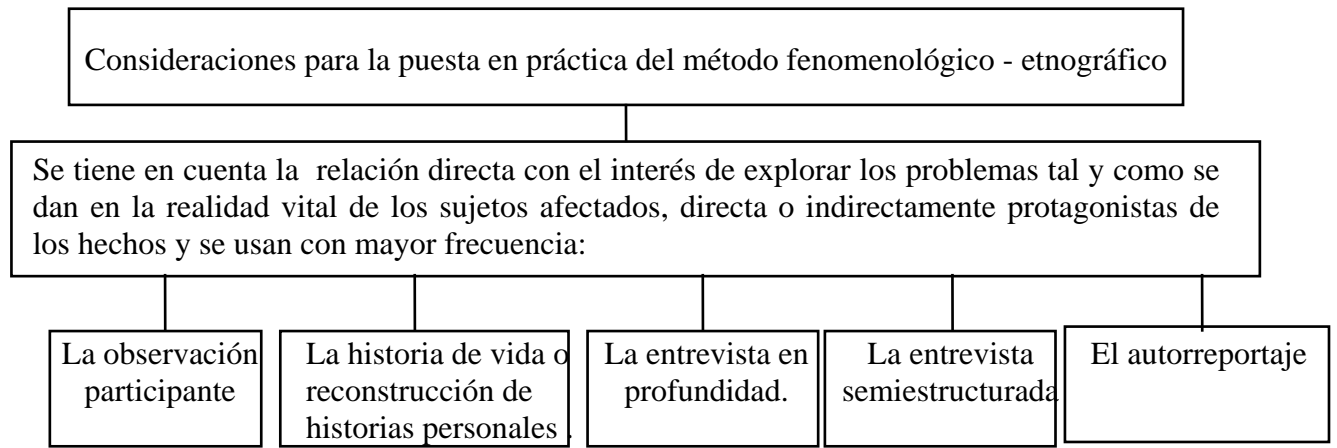 Consideraciones para la puesta en práctica del método fenomenológico - etnográfico
Se tiene en cuenta la relación directa con el interés de explorar los problemas tal y como se
dan en la realidad vital de los sujetos afectados, directa o indirectamente protagonistas de
los hechos y se usan con mayor frecuencia:
La observación
participante
La historia de vida o
reconstrucción de
historias personales .
La entrevista en
profundidad.
La entrevista
semiestructurada
El autorreportaje